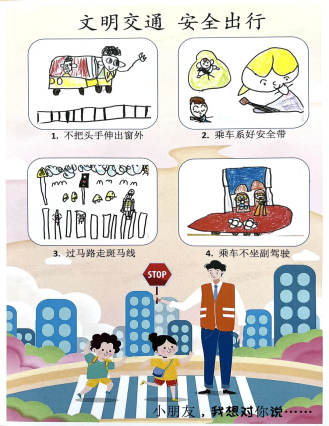 文明交通 安全出行
1. 不把头手伸出窗外
2. 乘车系好安全带
3. 过马路走斑马线
4. 乘车不坐副驾驶
STOP
小朋友，我想对你说……